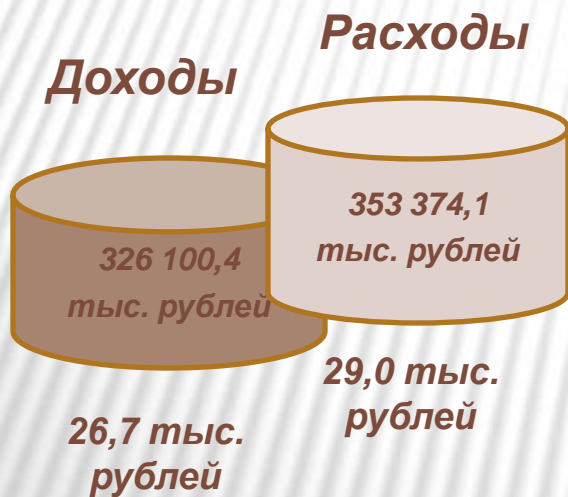 Расходы
Доходы
353 374,1
тыс. рублей
326 100,4
тыс. рублей
29,0 тыс.
рублей
26,7 тыс.
рублей